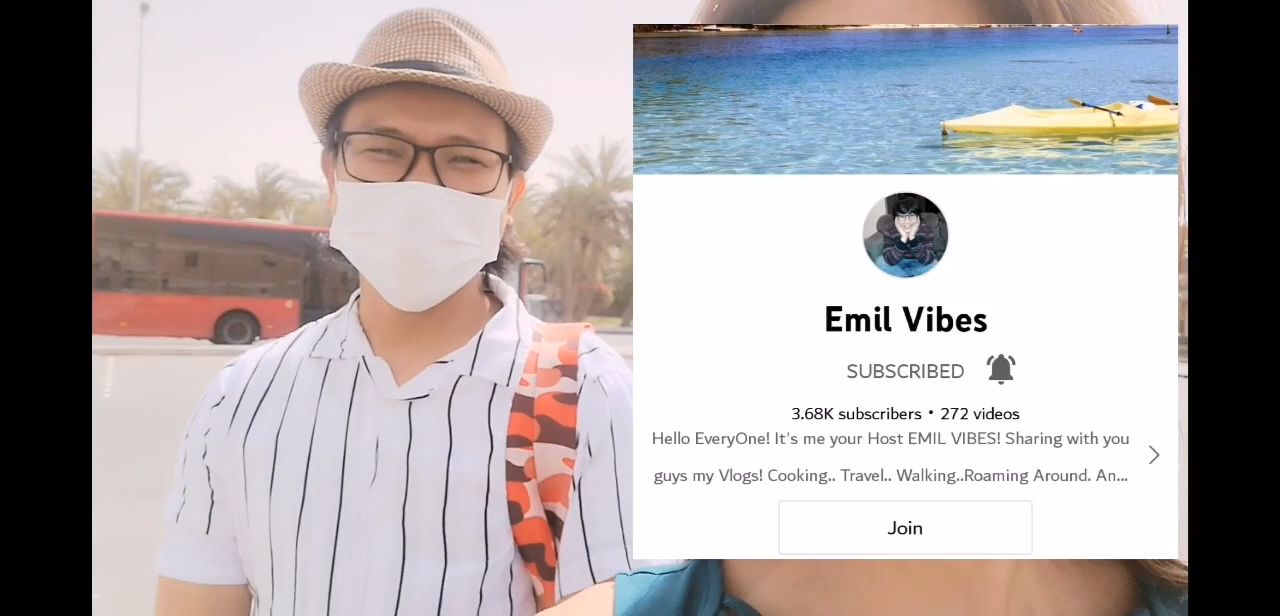 Emil Vibes
SUBSCRIBED
3.68K subscribers • 272 videos
Hello EveryOne! It's me your Host EMIL VIBES! Sharing with you
guys my Vlogs! Cooking.. Travel.. Walking..Roaming Around. An...
Join